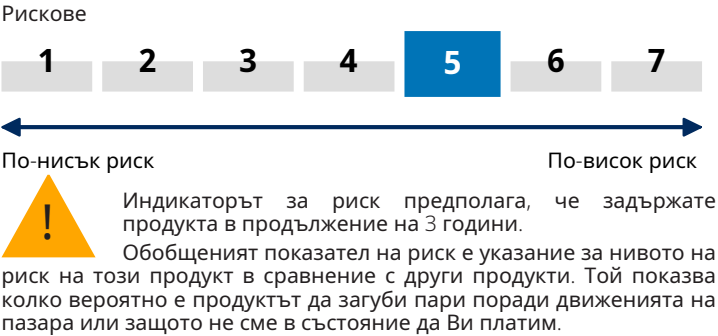 Рискове
1 2 3 4 5 6 7
По-нисък риск По-висок риск
!
Индикаторът за риск предполага, че задържате
продукта в продължение на 3 години.
Обобщеният показател на риск е указание за нивото на
риск на този продукт в сравнение с други продукти. Той показва
колко вероятно е продуктът да загуби пари поради движенията на
пазара или защото не сме в състояние да Ви платим.